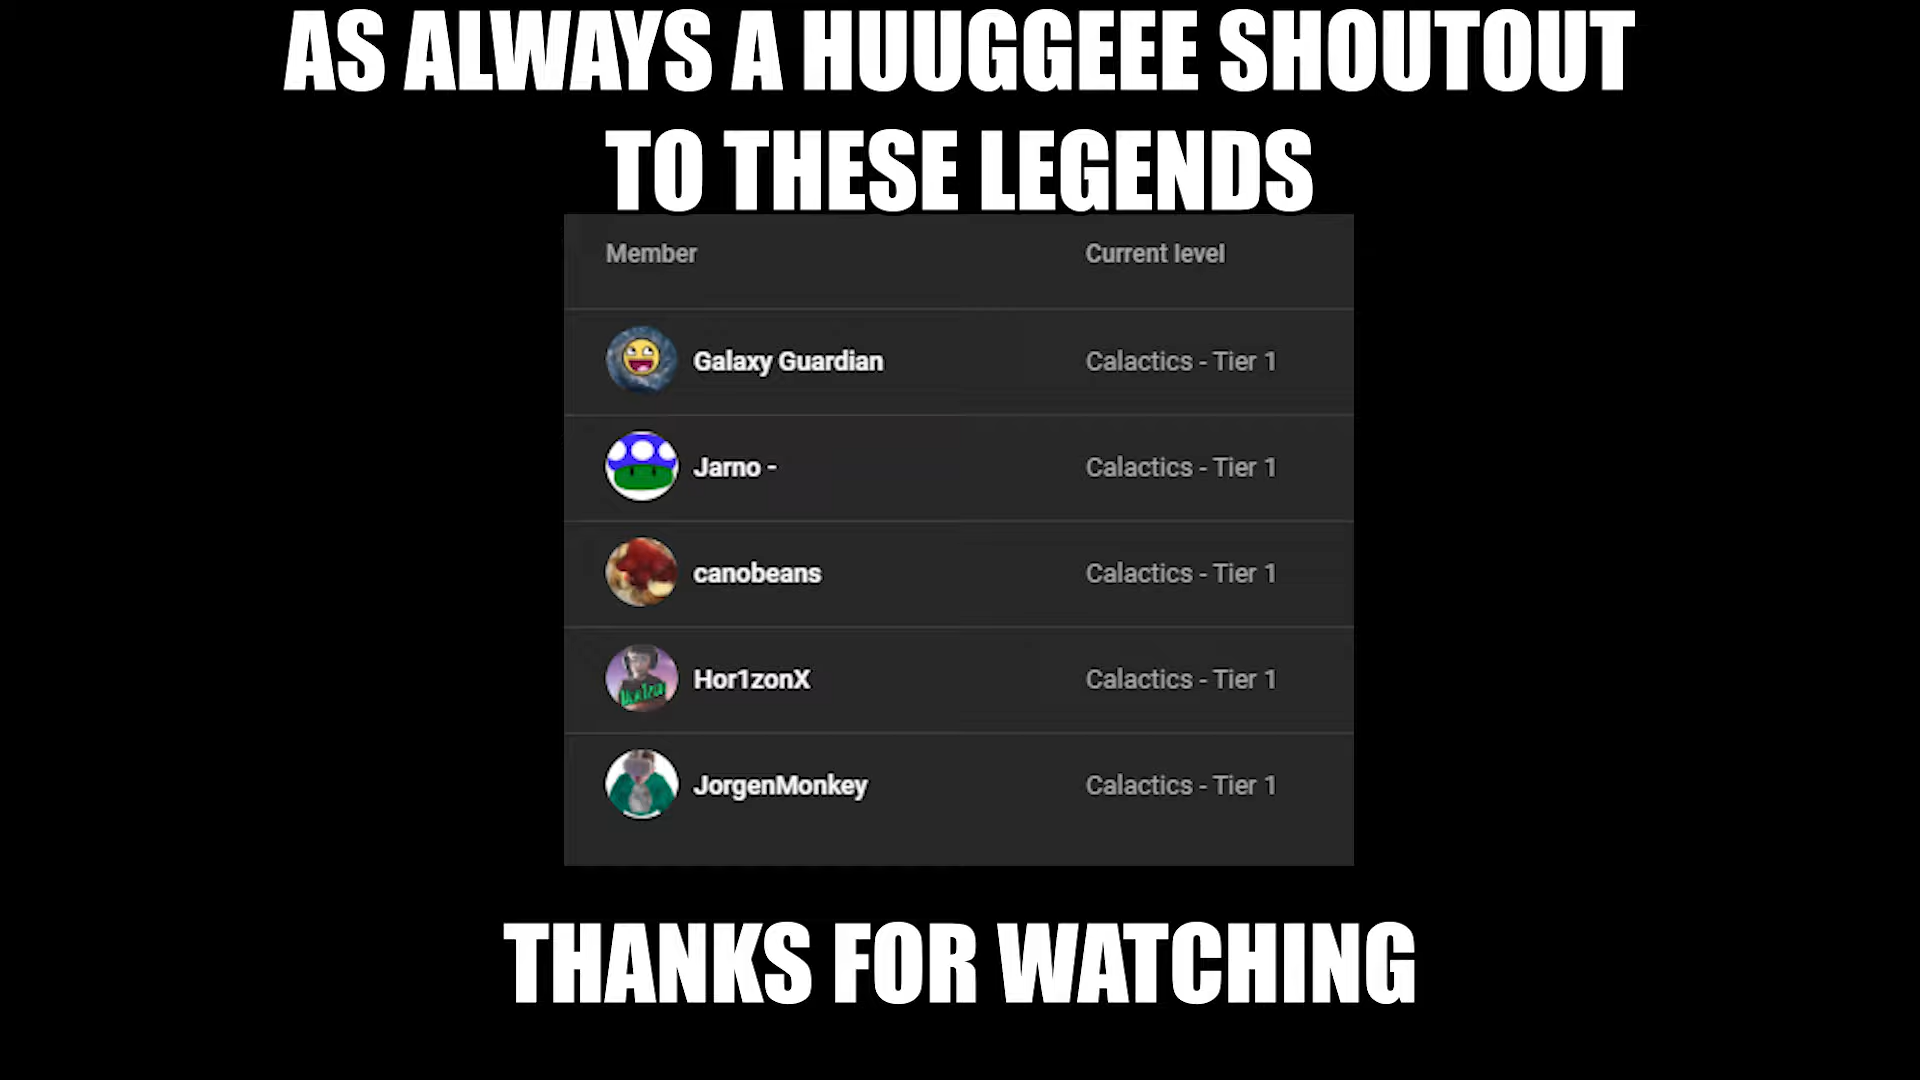 AS ALWAYS A HUUGGEEE SHOUTOUT
TO THESE LEGENDS
Member Current level
Galaxy Guardian Calactics - Tier 1
Jarno - Calactics - Tier 1
canobeans Calactics - Tier 1
Hor1zonX Calactics - Tier 1
JorgenMonkey Calactics - Tier 1
THANKS FOR WATCHING